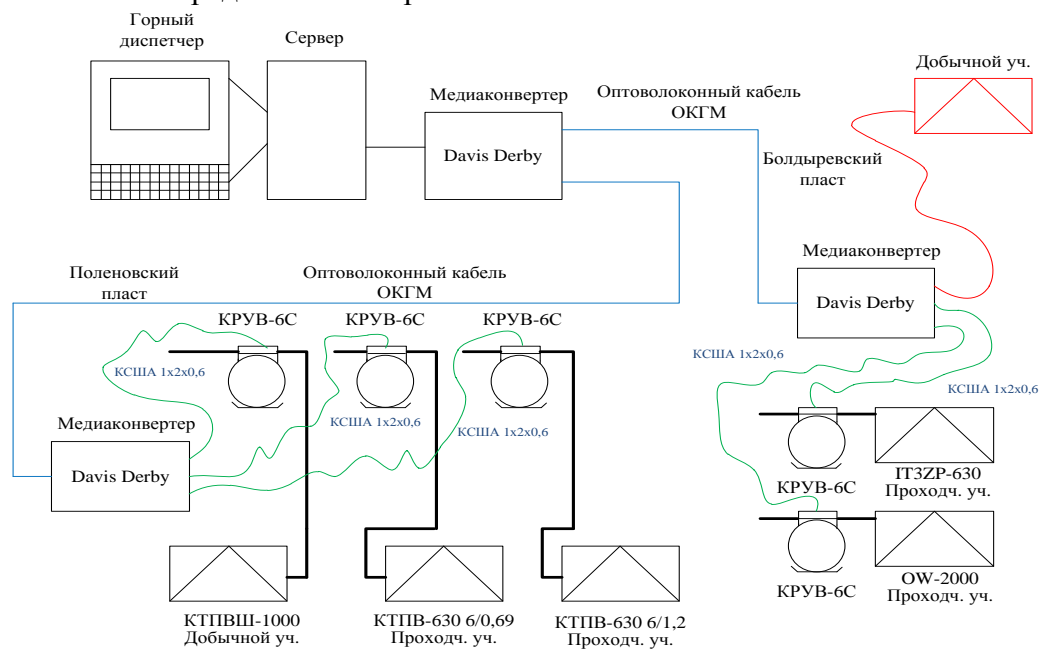 Горный
диспетчер
Сервер
Медиаконвертер
Davis Derby
Оптоволоконный кабель
ОКГМ
Добычной уч.
Болдыревский
пласт
Медиаконвертер
Davis Derby
Поленовский
пласт
Оптоволоконный кабель
ОКГМ
КРУВ-6С
КРУВ-6С
КРУВ-6С
КСША 1х2х0,6
КСША 1х2х0,6
КСША 1х2х0,6
КСША 1х2х0,6
КСША 1х2х0,6
Медиаконвертер
Davis Derby
КРУВ-6С
IT3ZP-630
Проходч. уч.
КРУВ-6С
OW-2000
Проходч. уч.
КТПВШ-1000
Добычной уч.
КТПВ-630 6/0,69
Проходч. уч.
КТПВ-630 6/1,2
Проходч. уч.